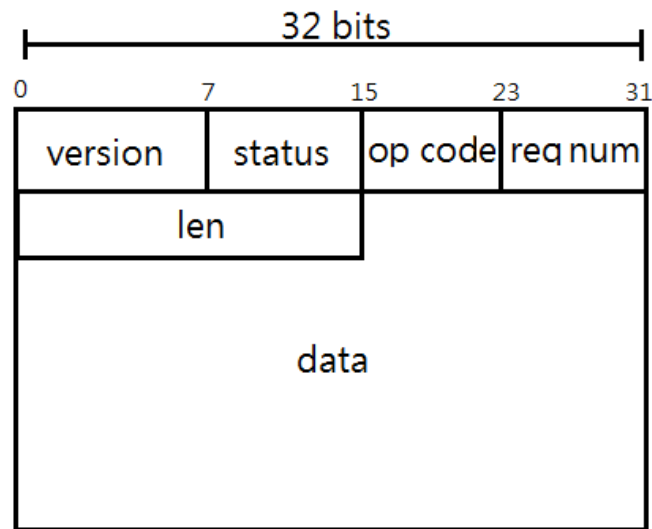 32 bits
0 7 15 23 31
version status op code req num
len
data